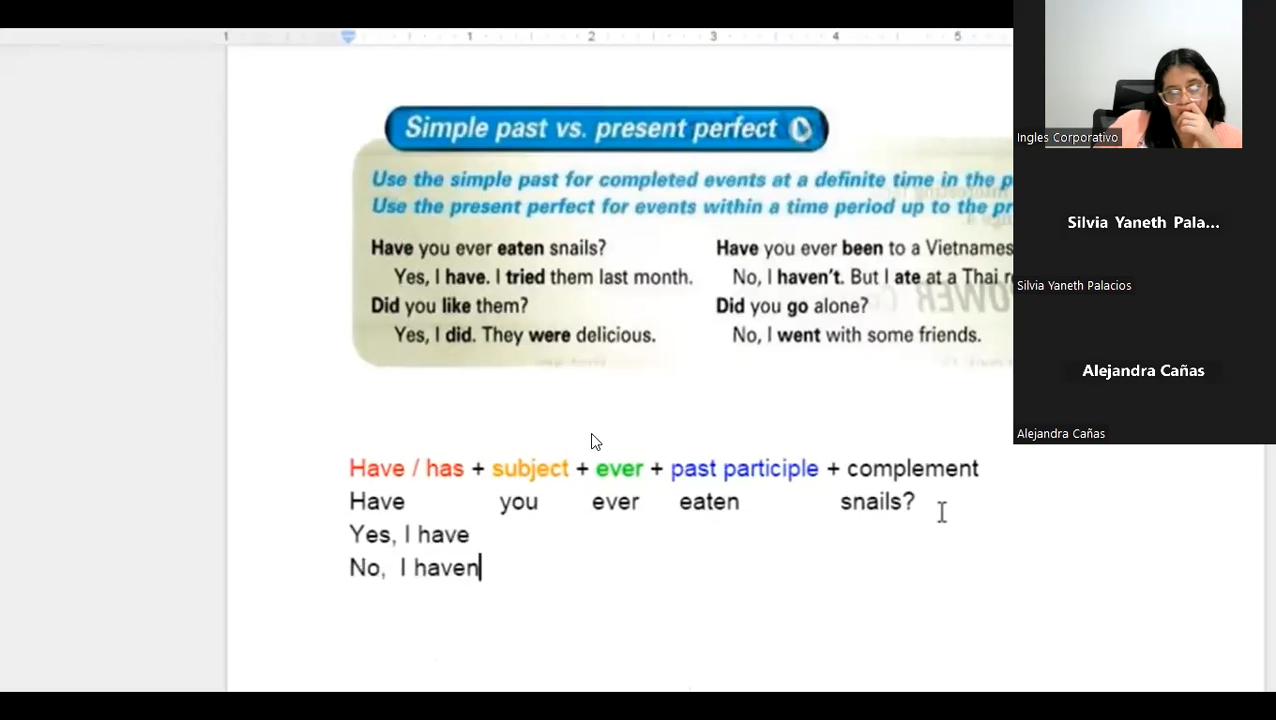 1 1 2 3 4 5
Simple past vs. present perfect
Use the simple past for completed events at a definite time in the p
Use the present perfect for events within a time period up to the pr
Have you ever eaten snails?
Yes, I have. I tried them last month.
Did you like them?
Yes, I did. They were delicious.
Have you ever been to a Vietnames
No, I haven't. But I ate at a Thai r
Did you go alone?
No, I went with some friends.
Have / has + subject + ever + past participle + complement
Have you ever eaten snails?
Yes, I have
No, I haven
Ingles Corporativo
Silvia Yaneth Pala...
Silvia Yaneth Palacios
Alejandra Cañas
Alejandra Cañas